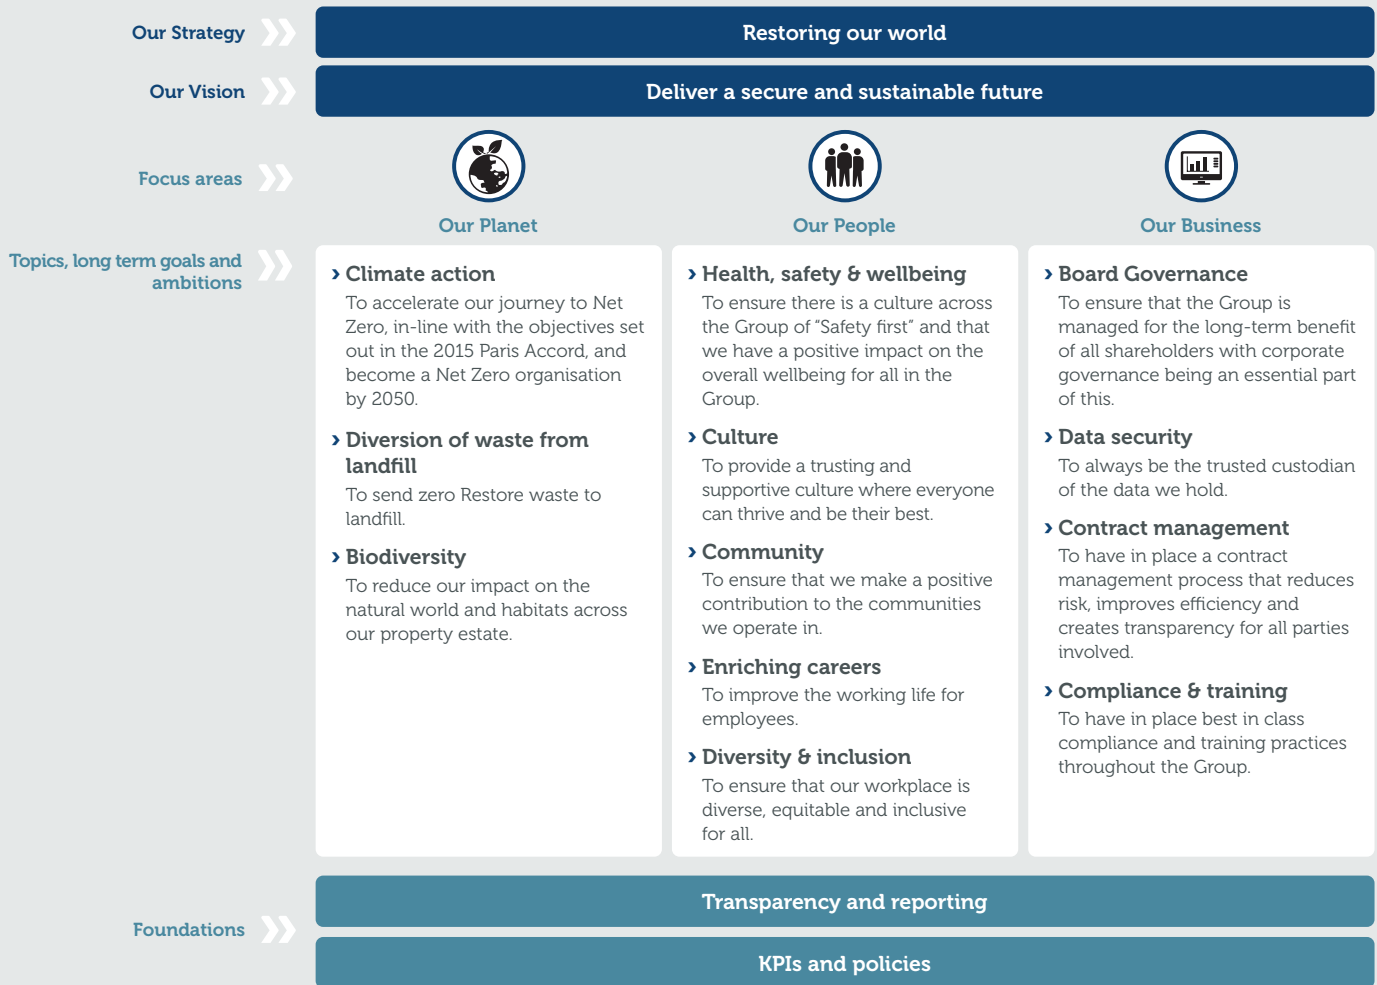 Our Strategy
Restoring our world
Our Vision
Deliver a secure and sustainable future
Focus areas
Our Planet
Our People
Our Business
Topics, long term goals and
ambitions
› Climate action
To accelerate our journey to Net
Zero, in-line with the objectives set
out in the 2015 Paris Accord, and
become a Net Zero organisation
by 2050.
› Diversion of waste from
landfill
To send zero Restore waste to
landfill.
› Biodiversity
To reduce our impact on the
natural world and habitats across
our property estate.
› Health, safety & wellbeing
To ensure there is a culture across
the Group of “Safety first” and that
we have a positive impact on the
overall wellbeing for all in the
Group.
› Culture
To provide a trusting and
supportive culture where everyone
can thrive and be their best.
› Community
To ensure that we make a positive
contribution to the communities
we operate in.
› Enriching careers
To improve the working life for
employees.
› Diversity & inclusion
To ensure that our workplace is
diverse, equitable and inclusive
for all.
› Board Governance
To ensure that the Group is
managed for the long-term benefit
of all shareholders with corporate
governance being an essential part
of this.
› Data security
To always be the trusted custodian
of the data we hold.
› Contract management
To have in place a contract
management process that reduces
risk, improves efficiency and
creates transparency for all parties
involved.
› Compliance & training
To have in place best in class
compliance and training practices
throughout the Group.
Foundations
Transparency and reporting
KPIs and policies